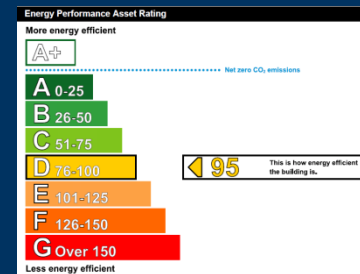 Energy Performance Asset Rating
More energy efficient
A+
Net zero CO₂ emissions
A 0-25
B 26-50
C 51-75
D 76-100
95
This is how energy efficient
the building is.
E 101-125
F 126-150
G Over 150
Less energy efficient